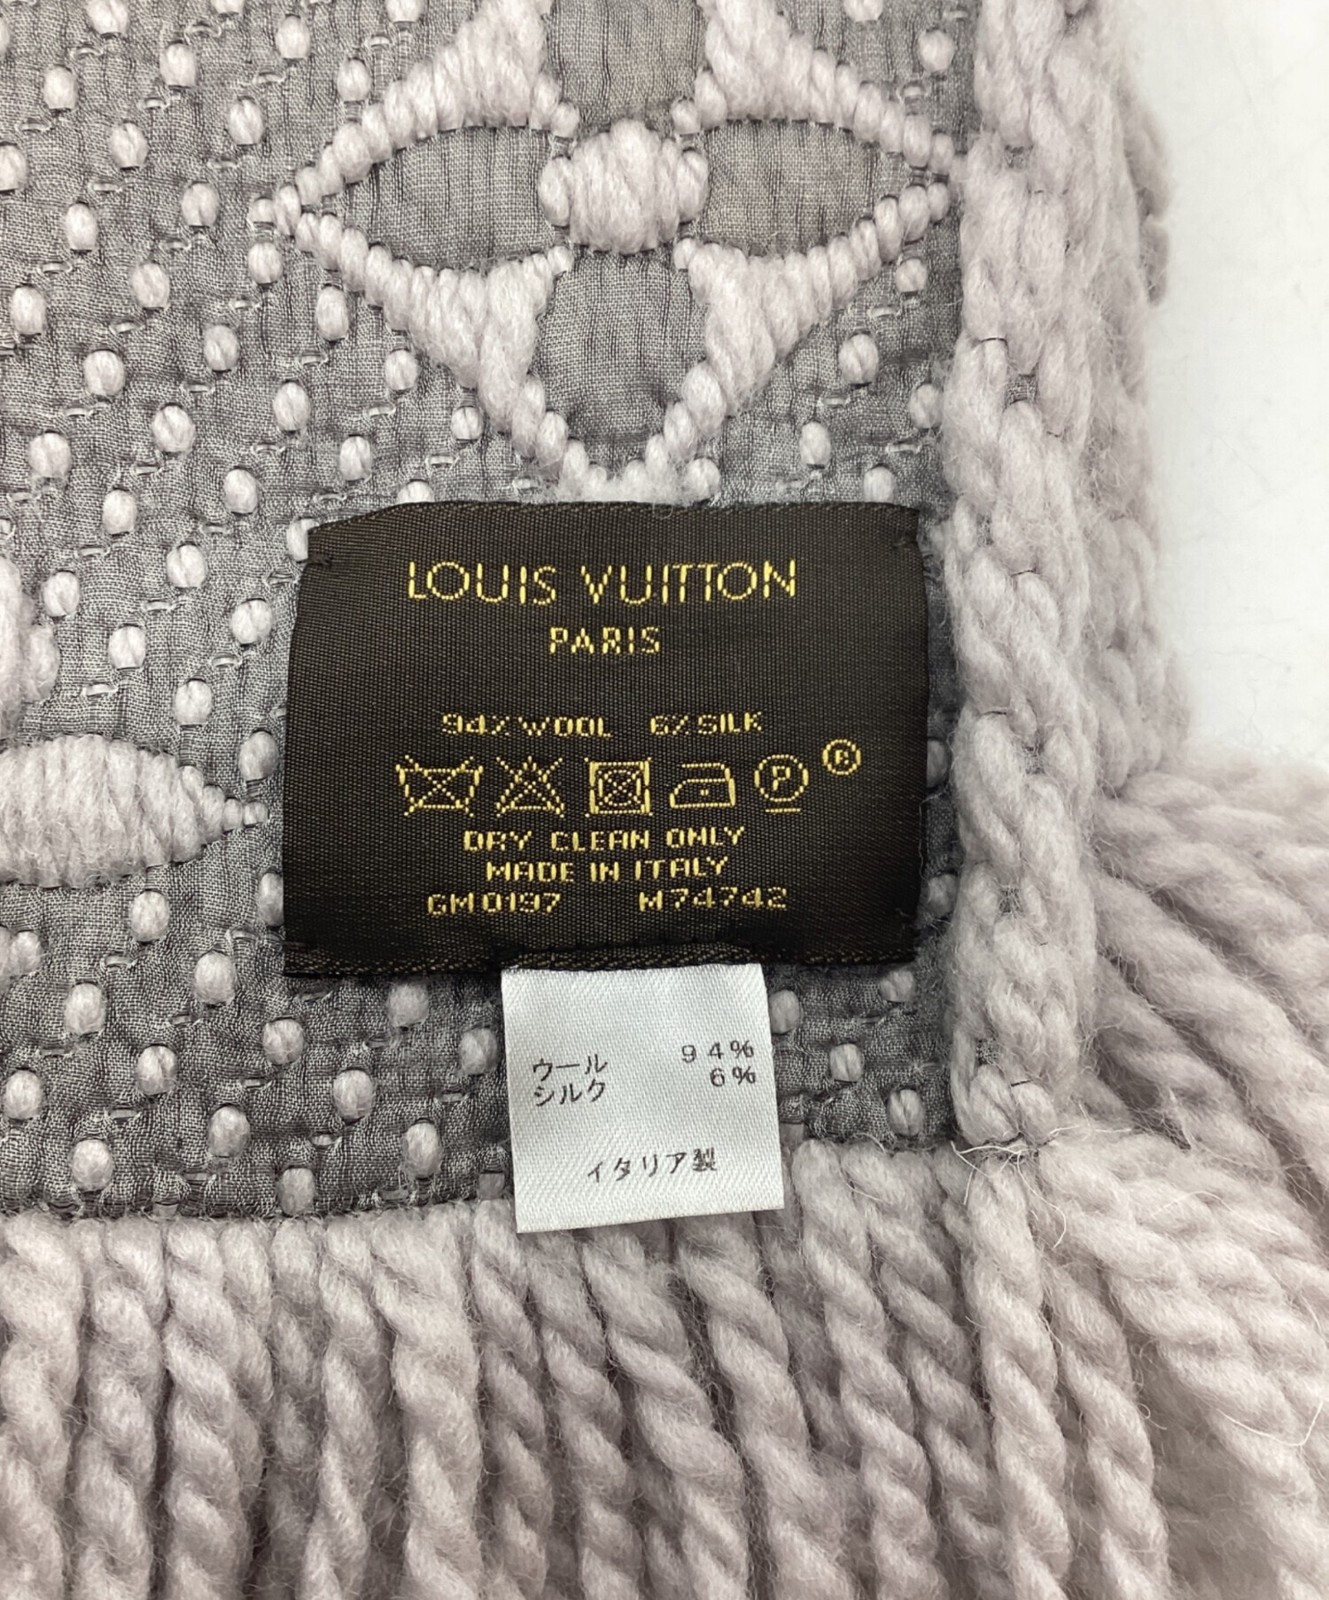 LOUIS VUITTON
PARIS
94% WOOL 6% SILK
P ®
DRY CLEAN ONLY
MADE IN ITALY
GM0197 M74742
ウール 94%
シルク 6%
イタリア製